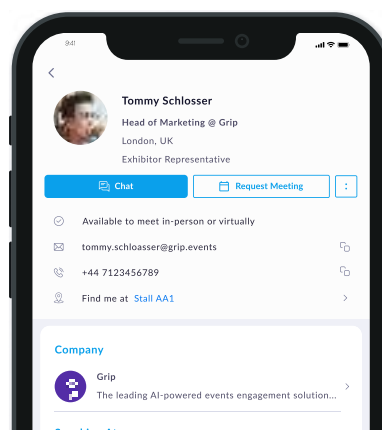 9:41
Tommy Schlosser
Head of Marketing @ Grip
London, UK
Exhibitor Representative
Chat
Request Meeting
Available to meet in-person or virtually
tommy.schloasser@grip.events
+44 7123456789
Find me at Stall AA1
Company
Grip
The leading AI-powered events engagement solution...